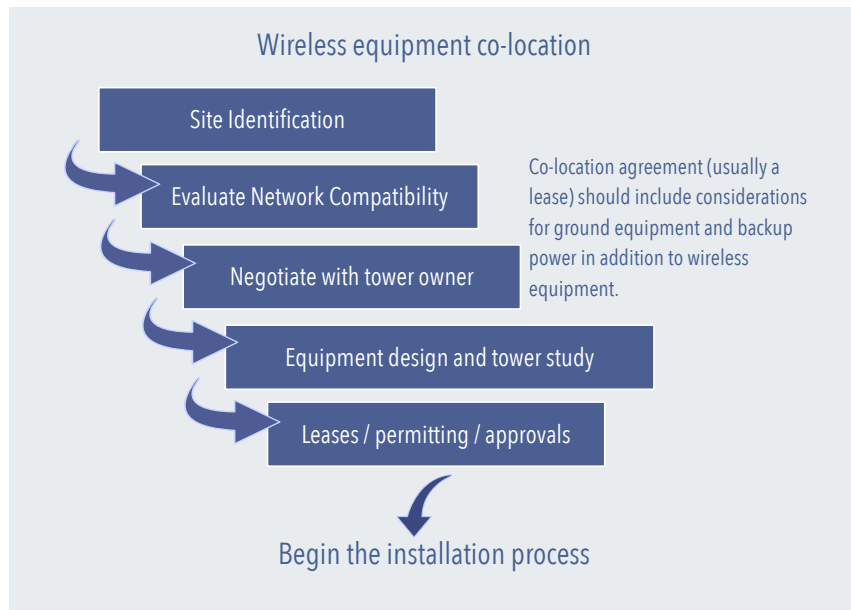 Wireless equipment co-location
Site Identification
Evaluate Network Compatibility
Co-location agreement (usually a
lease) should include considerations
for ground equipment and backup
power in addition to wireless
equipment.
Negotiate with tower owner
Equipment design and tower study
Leases / permitting / approvals
Begin the installation process